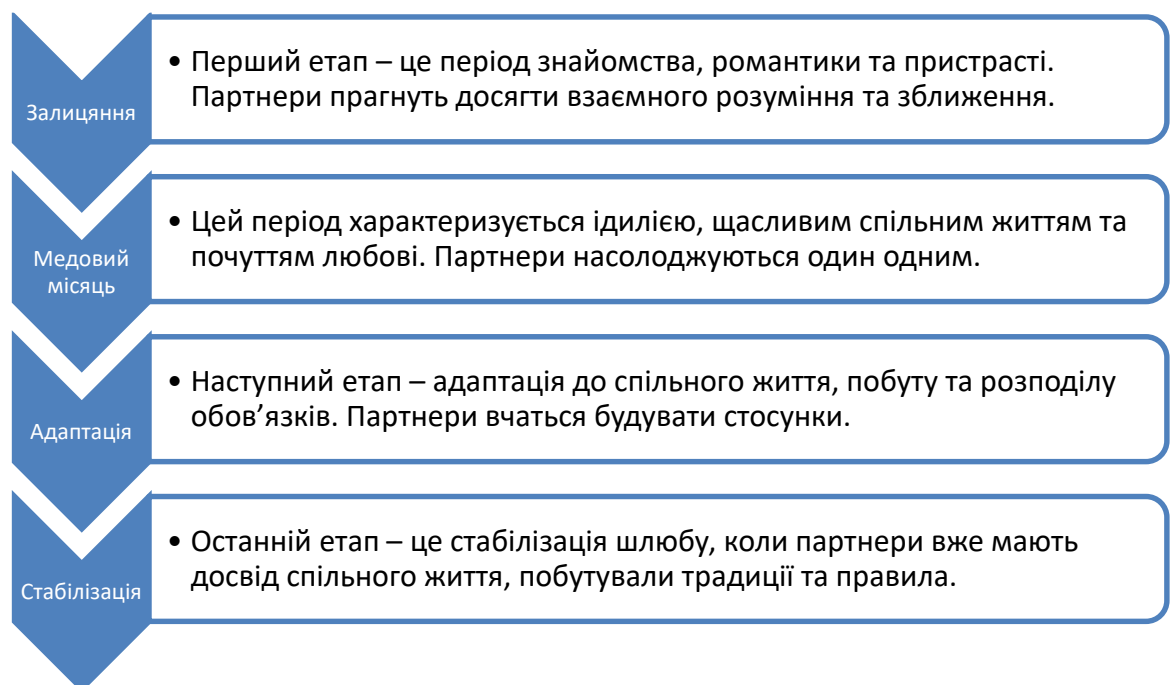 Залицяння
• Перший етап – це період знайомства, романтики та пристрасті.
Партнери прагнуть досягти взаємного розуміння та зближення.
Медовий
місяць
• Цей період характеризується ідилією, щасливим спільним життям та
почуттям любові. Партнери насолоджуються один одним.
Адаптація
• Наступний етап – адаптація до спільного життя, побуту та розподілу
обов’язків. Партнери вчаться будувати стосунки.
Стабілізація
• Останній етап – це стабілізація шлюбу, коли партнери вже мають
досвід спільного життя, побутували традиції та правила.